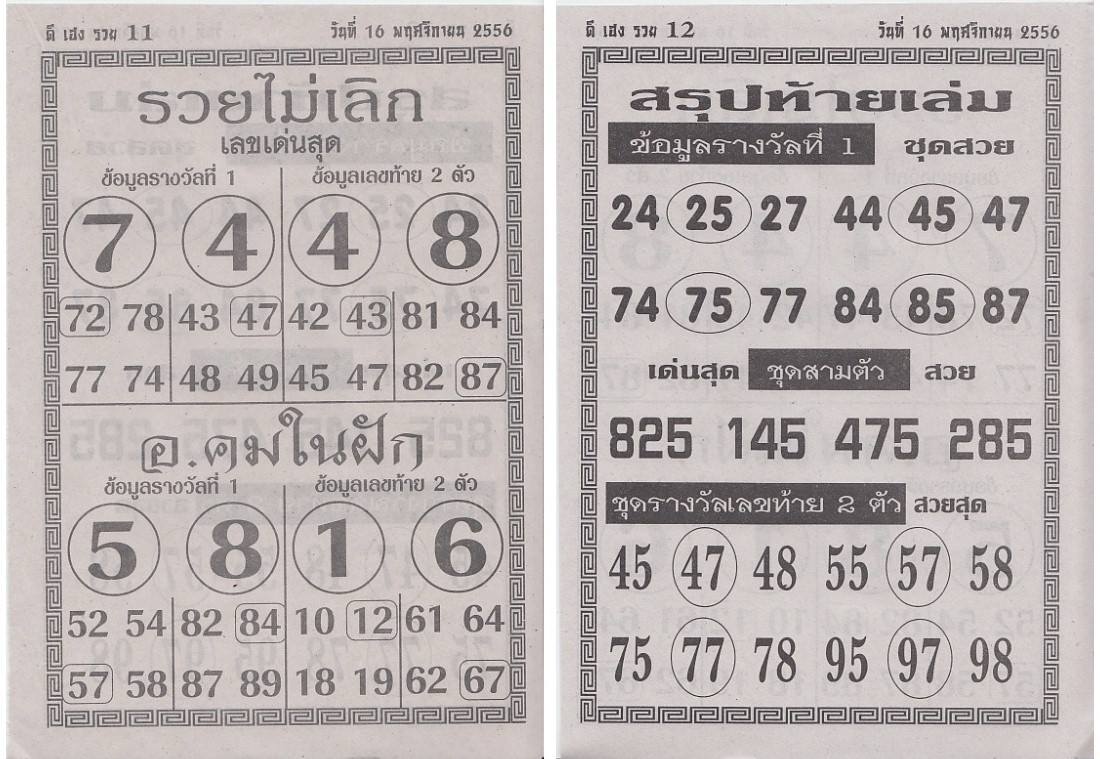 ดี เฮง รวย 11 วันที่ 16 พฤศจิกายน 2556
รวยไม่เลิก
เลขเด่นสุด
ข้อมูลรางวัลที่ 1 ข้อมูลเลขท้าย 2 ตัว
7 4 4 8
72 78 43 47 42 43 81 84
77 74 48 49 45 47 82 87
อ.คมในฝัก
ข้อมูลรางวัลที่ 1 ข้อมูลเลขท้าย 2 ตัว
5 8 1 6
52 54 82 84 10 12 61 64
57 58 87 89 18 19 62 67
ดี เฮง รวย 12 วันที่ 16 พฤศจิกายน 2556
สรุปท้ายเล่ม
ข้อมูลรางวัลที่ 1 ชุดสวย
24 25 27 44 45 47
74 75 77 84 85 87
เด่นสุด ชุดสามตัว สวย
825 145 475 285
ชุดรางวัลเลขท้าย 2 ตัว สวยสุด
45 47 48 55 57 58
75 77 78 95 97 98